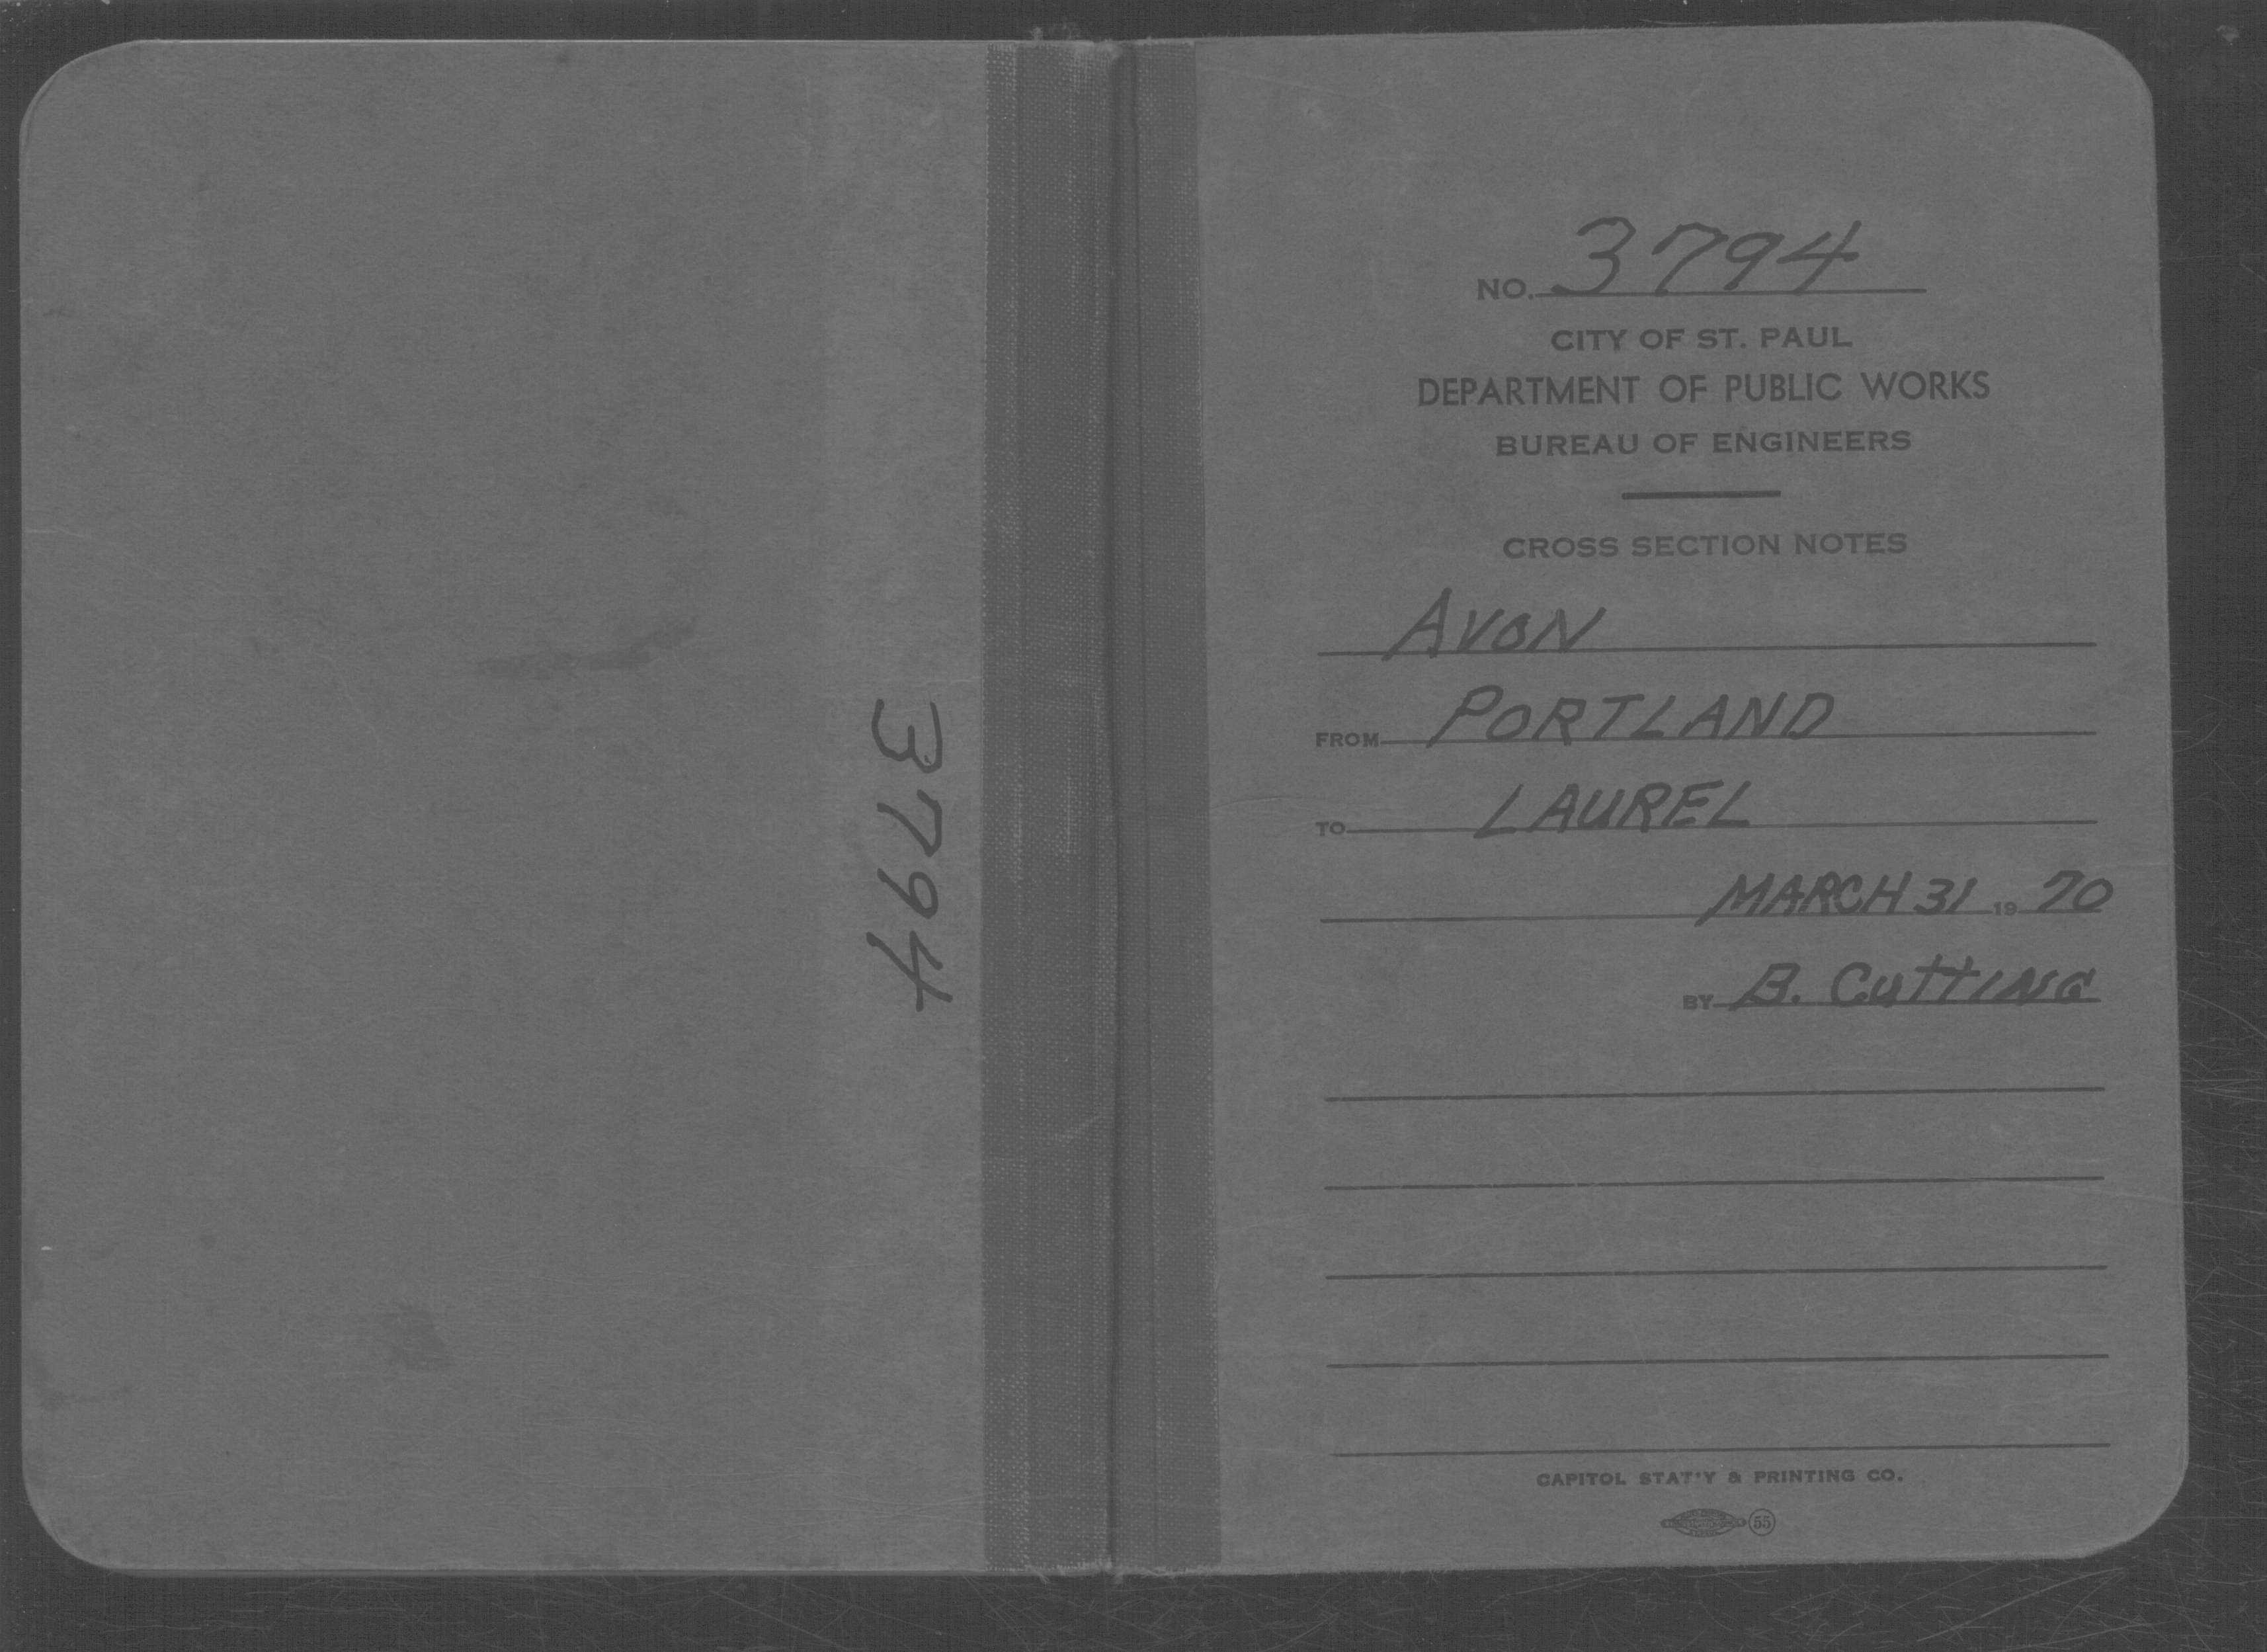 3794
NO. 3794
CITY OF ST. PAUL
DEPARTMENT OF PUBLIC WORKS
BUREAU OF ENGINEERS
CROSS SECTION NOTES
AVON
FROM PORTLAND
TO LAUREL
MARCH 31 19 70
BY B. CUTTING
CAPITOL STAT'Y & PRINTING CO.
55